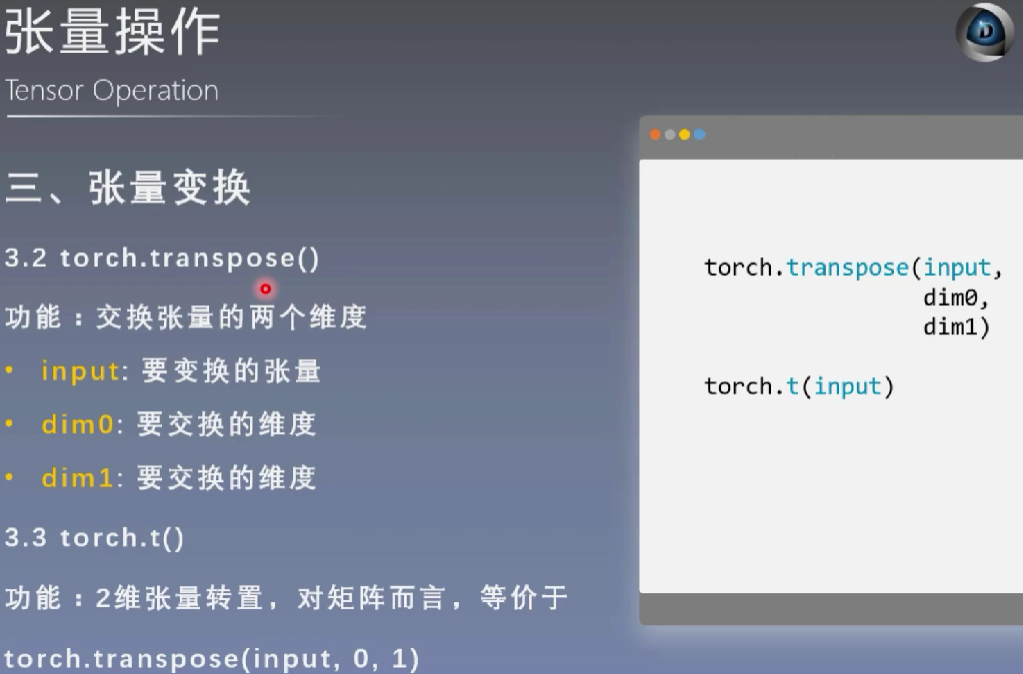 张量操作
Tensor Operation
三、张量变换
3.2 torch.transpose()
功能：交换张量的两个维度
• input: 要变换的张量
• dim0: 要交换的维度
• dim1: 要交换的维度
3.3 torch.t()
功能：2维张量转置，对矩阵而言，等价于
torch.transpose(input, 0, 1)
torch.transpose(input,
dim0,
dim1)
torch.t(input)
D